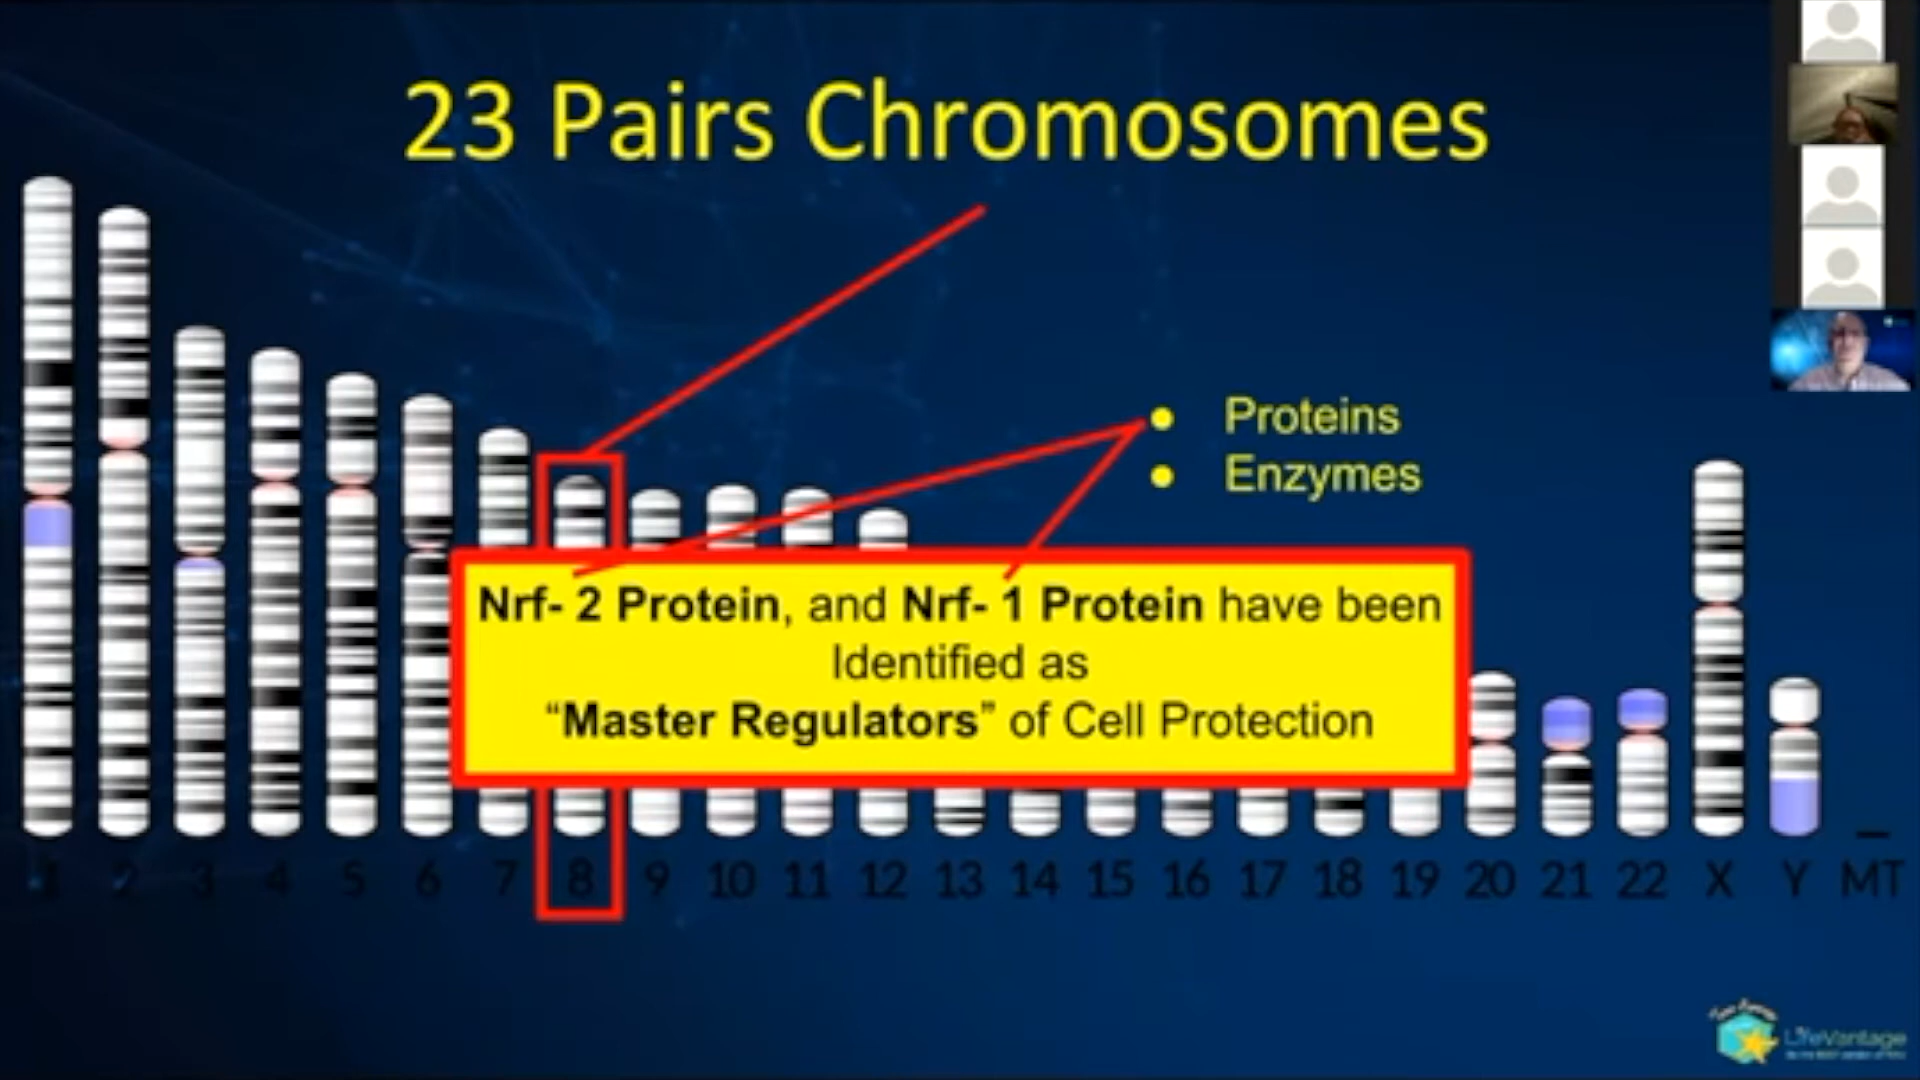 23 Pairs Chromosomes
• Proteins
• Enzymes
Nrf- 2 Protein, and Nrf- 1 Protein have been
Identified as
“Master Regulators” of Cell Protection
1 2 3 4 5 6 7 8 9 10 11 12 13 14 15 16 17 18 19 20 21 22 X Y MT
LifeVantage